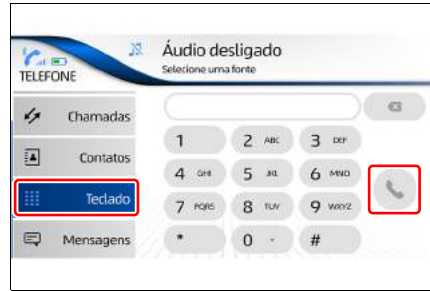 Áudio desligado
Selecione uma fonte
TELEFONE
Chamadas
Contatos
Teclado
Mensagens
1 2 ABC 3 DEF
4 GHI 5 JKL 6 MNO
7 PQRS 8 TUV 9 WXYZ
* 0 - #